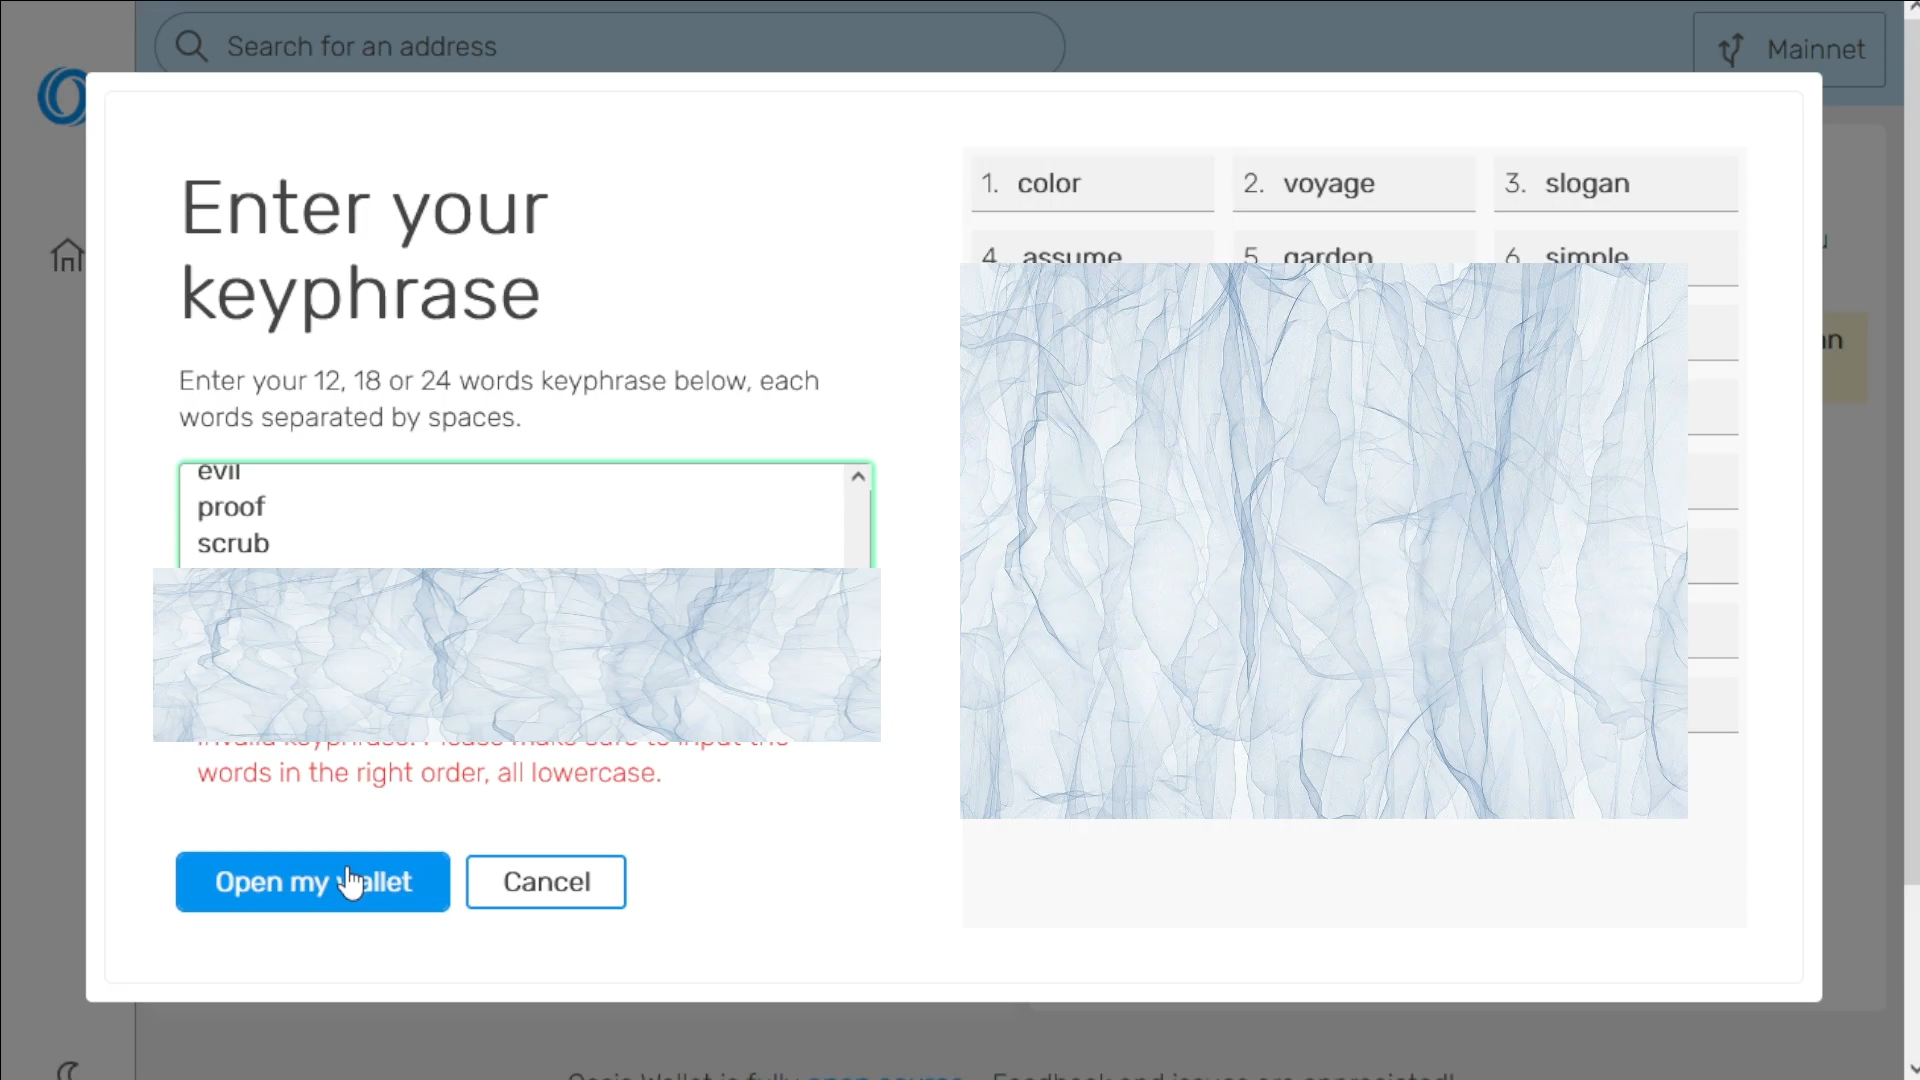 Search for an address
Mainnet
Enter your
keyphrase
Enter your 12, 18 or 24 words keyphrase below, each
words separated by spaces.
evil
proof
scrub
words in the right order, all lowercase.
Open my wallet
Cancel
1. color
2. voyage
3. slogan
4. assume
5. garden
6. simple